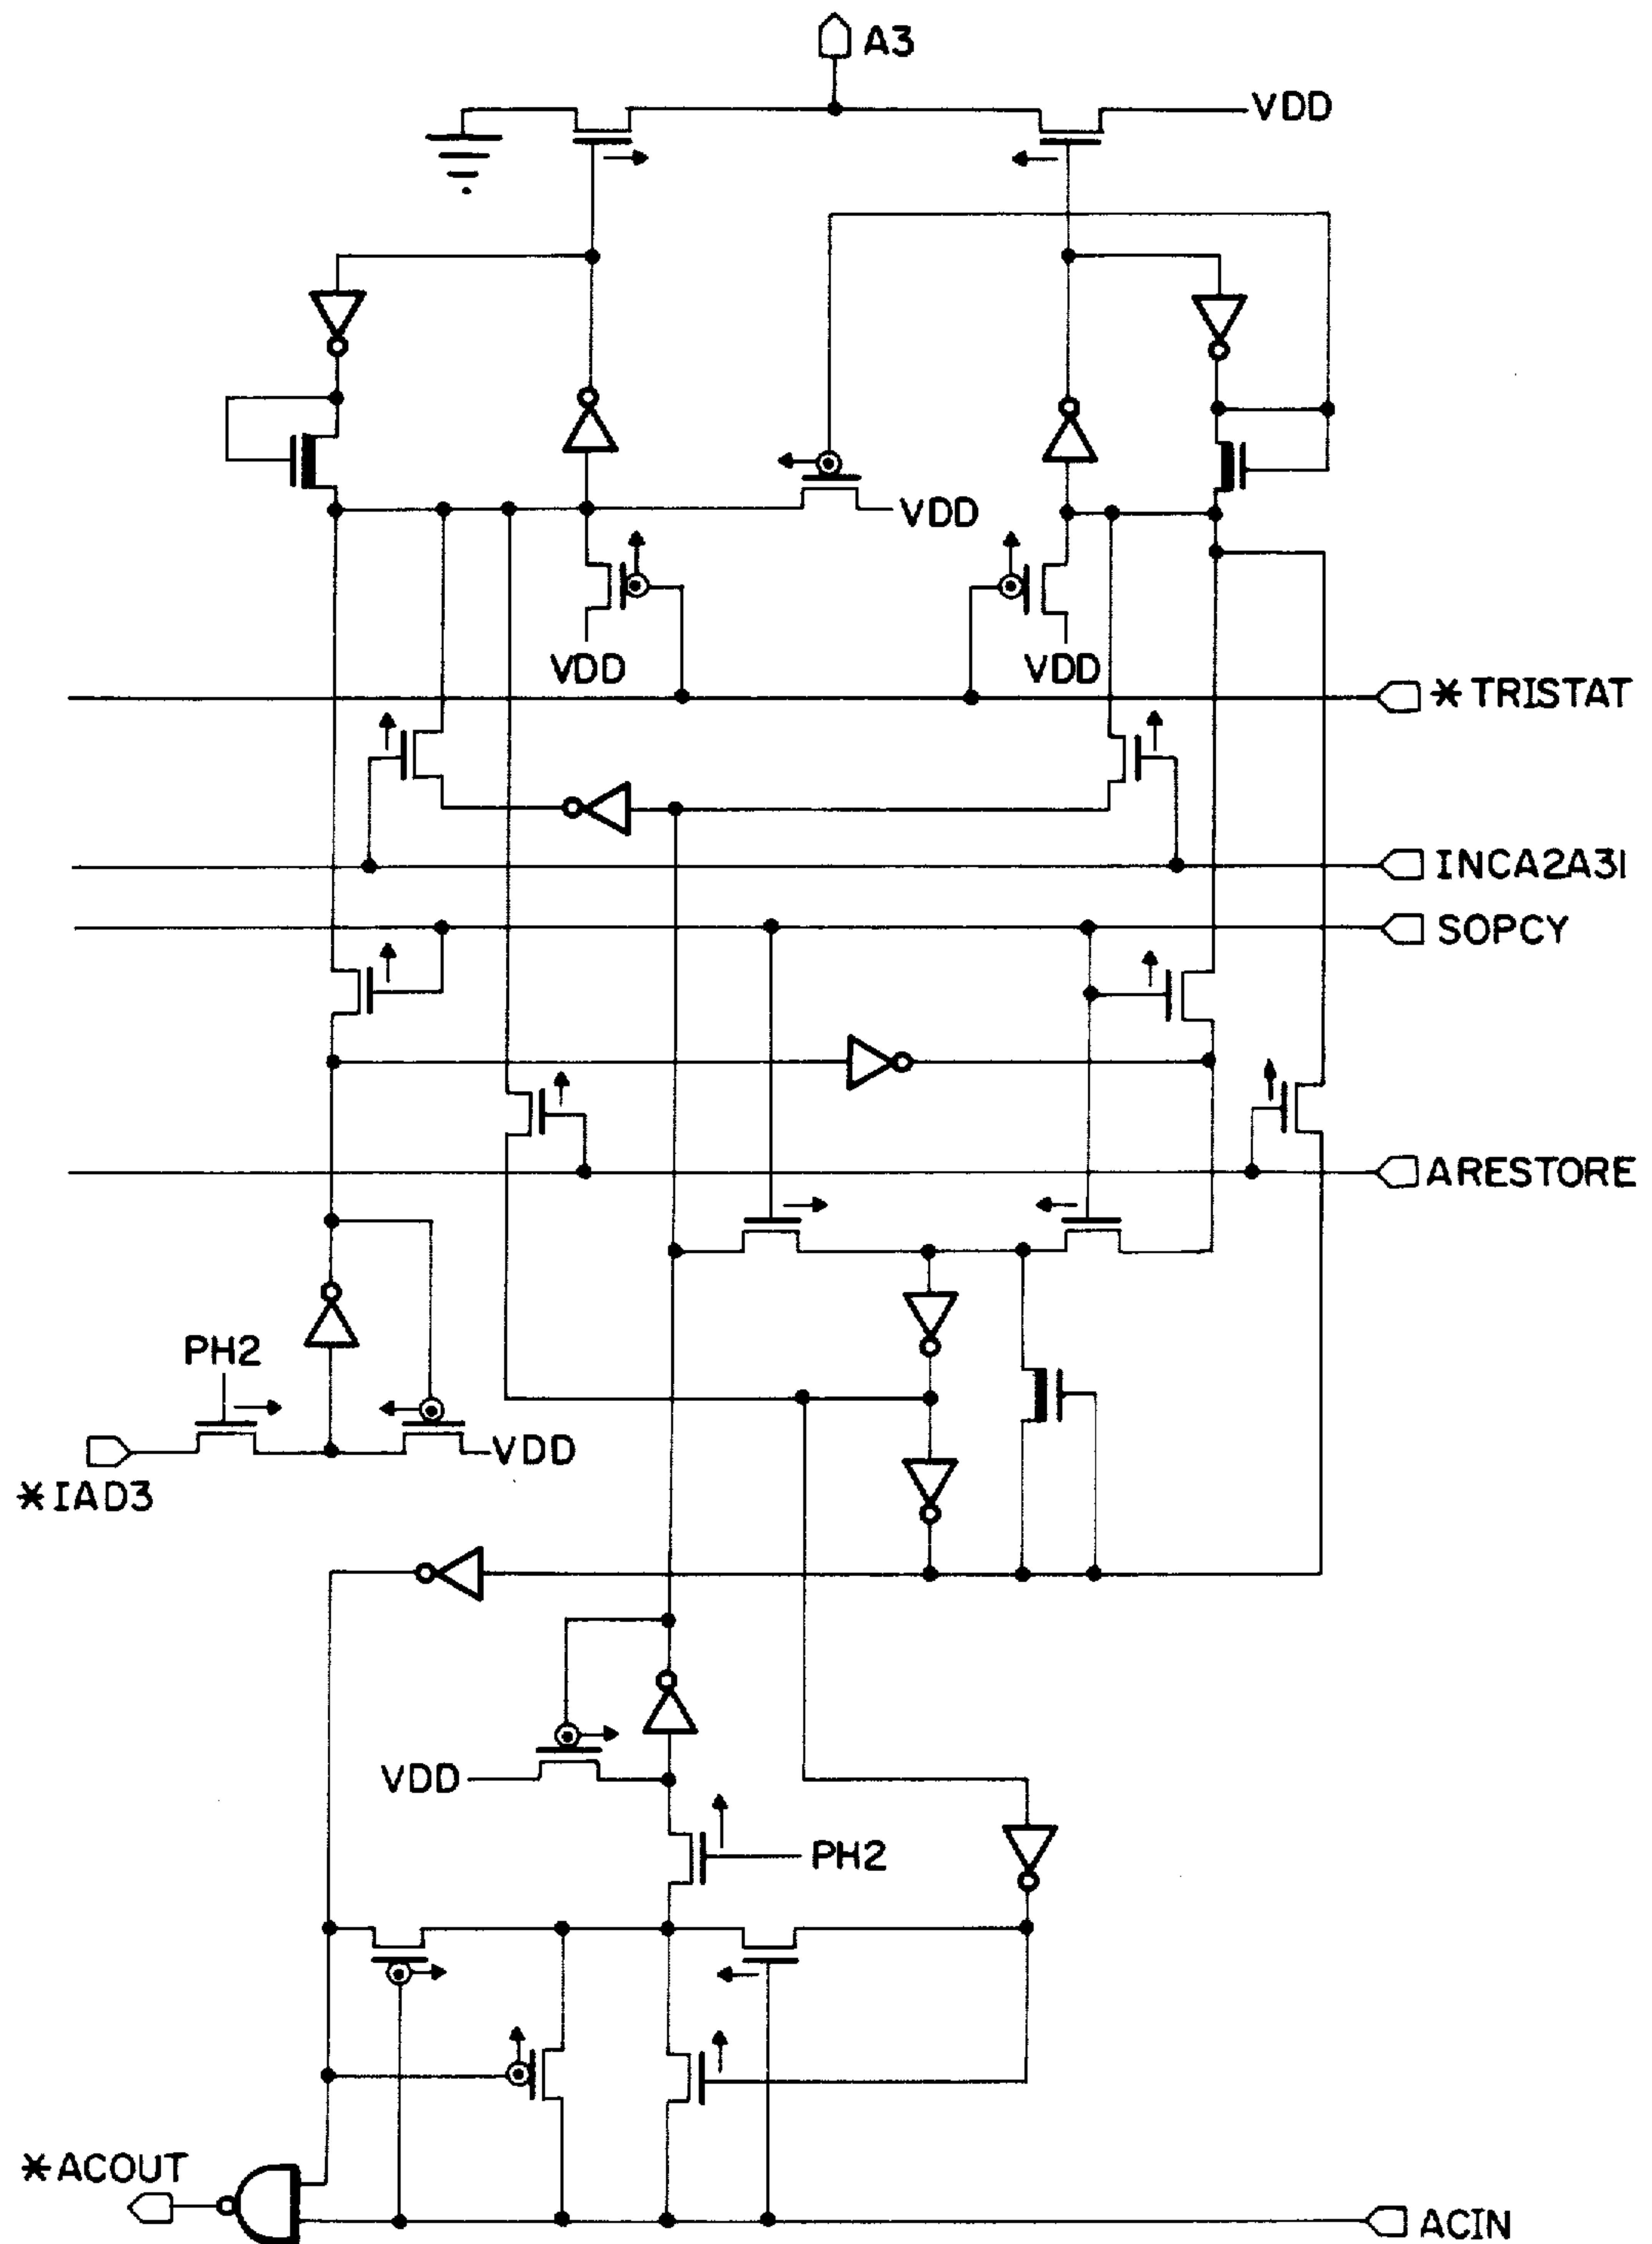 A3
VDD
VDD
VDD
VDD
*TRISTAT
INCA2A3I
SOPCY
ARESTORE
PH2
VDD
*IAD3
VDD
PH2
*ACOUT
ACIN